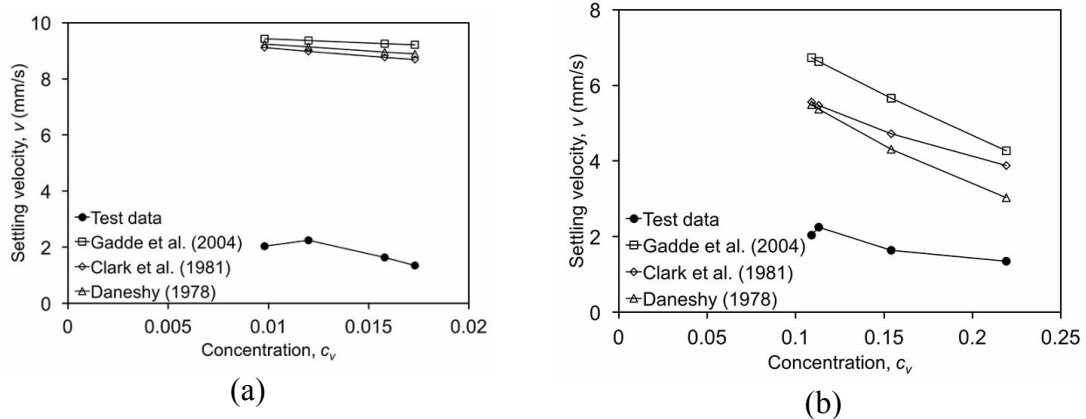 10
8
6
4
2
0
Settling velocity, v (mm/s)
Test data
Gadde et al. (2004)
Clark et al. (1981)
Daneshy (1978)
0 0.005 0.01 0.015 0.02
Concentration, cv
(a)
8
6
4
2
0
Settling velocity, v (mm/s)
Test data
Gadde et al. (2004)
Clark et al. (1981)
Daneshy (1978)
0 0.05 0.1 0.15 0.2 0.25
Concentration, cv
(b)